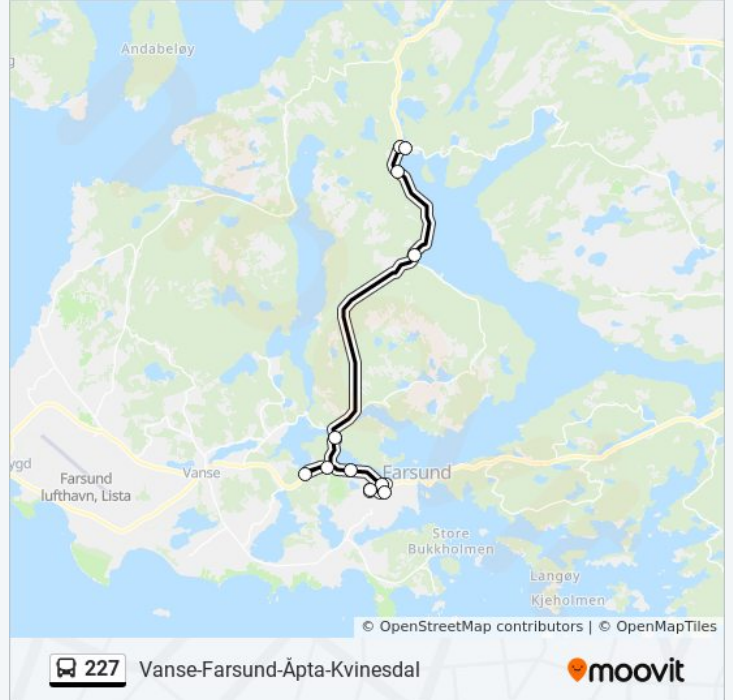 Andabeløy
g
Farsund
ygd
Vanse
Farsund
lufthavn, Lista
Store
Bukkholmen
Langøy
Kjeholmen
© OpenStreetMap contributors | © OpenMapTiles
227 Vanse-Farsund-Åpta-Kvinesdal
moovit